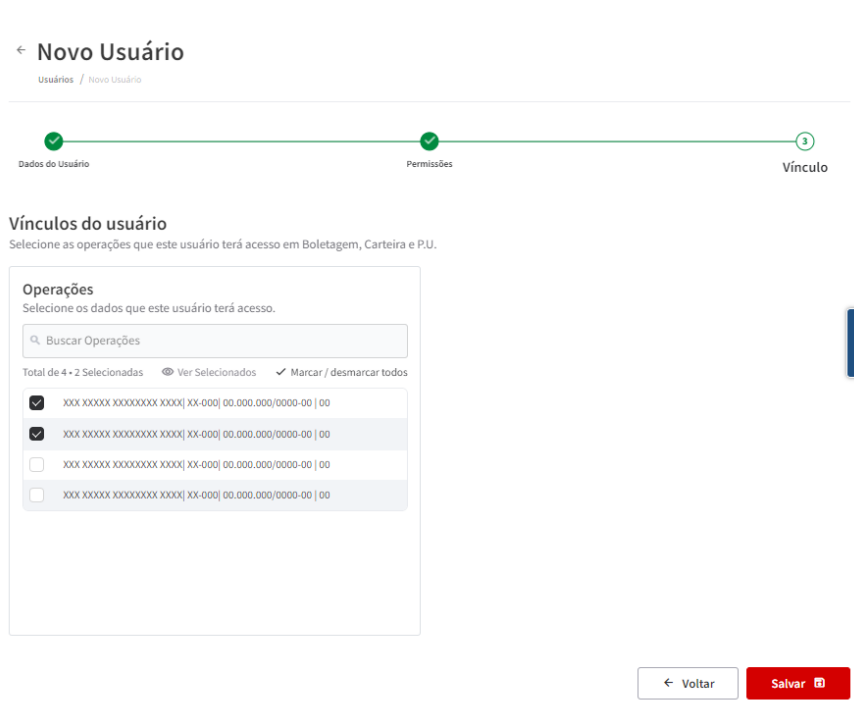 Novo Usuário
Usuários / Novo Usuário
3
Dados do Usuário Permissões Vínculo
Vínculos do usuário
Selecione as operações que este usuário terá acesso em Boletagem, Carteira e P.U.
Operações
Selecione os dados que este usuário terá acesso.
Buscar Operações
Total de 4 • 2 Selecionadas Ver Selecionados Marcar / desmarcar todos
XXX XXXXX XXXXXXXX XXXX| XX-000| 00.000.000/0000-00 | 00
XXX XXXXX XXXXXXXX XXXX| XX-000| 00.000.000/0000-00 | 00
XXX XXXXX XXXXXXXX XXXX| XX-000| 00.000.000/0000-00 | 00
XXX XXXXX XXXXXXXX XXXX| XX-000| 00.000.000/0000-00 | 00
Voltar Salvar